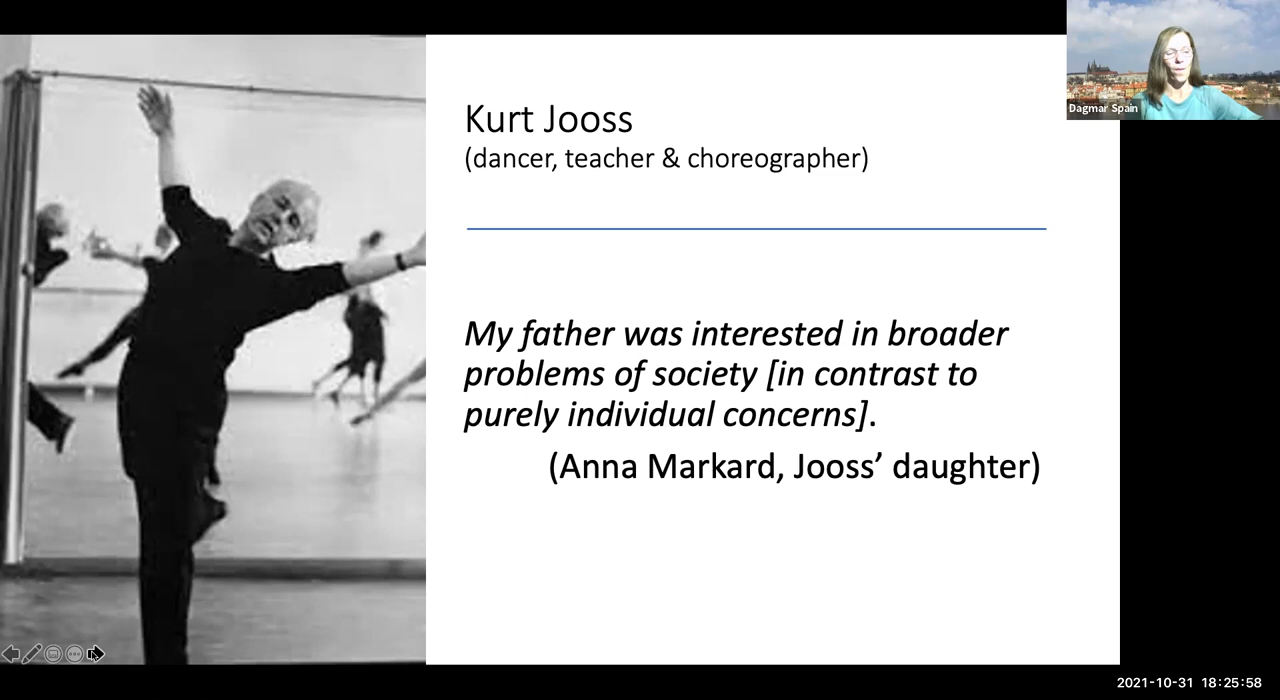 Kurt Jooss
(dancer, teacher & choreographer)
My father was interested in broader
problems of society [in contrast to
purely individual concerns].
(Anna Markard, Jooss’ daughter)
Dagmar Spain
2021-10-31 18:25:58